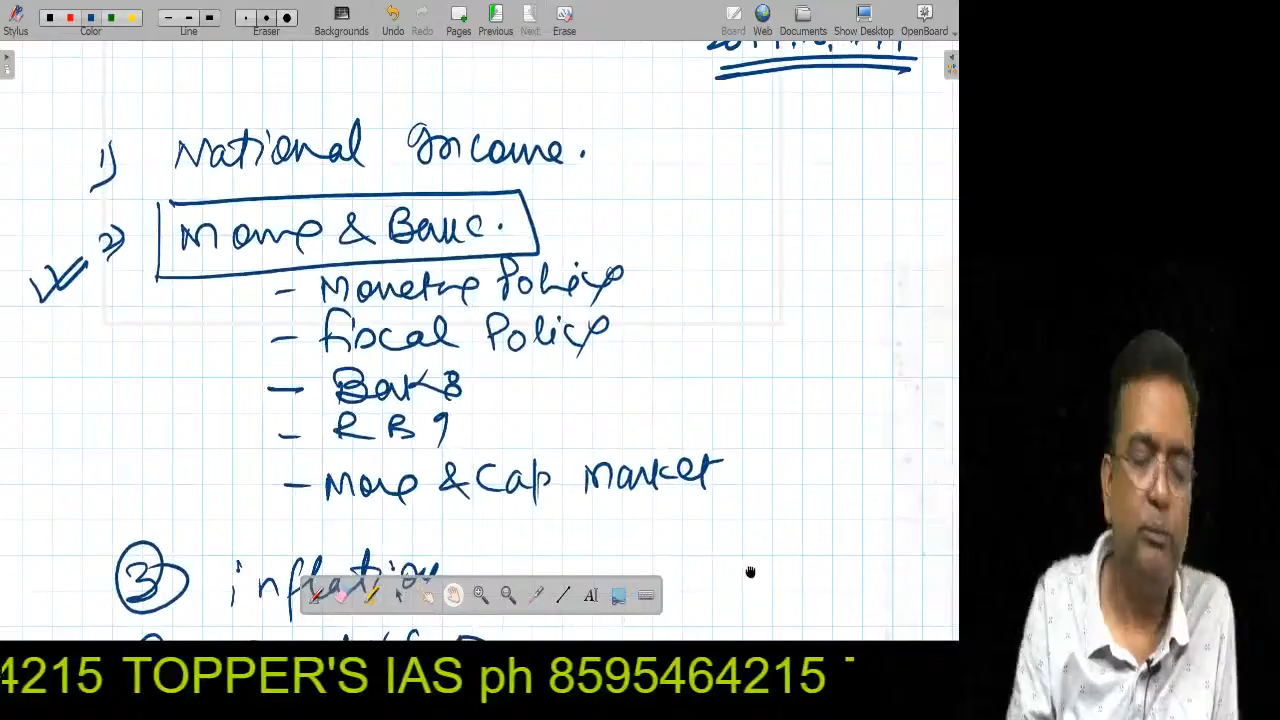 Stylus Color Line Eraser Backgrounds Undo Redo Pages Previous Next Erase Board Web Documents Show Desktop OpenBoard
1) National Income.
2) Money & Bank.
- Monetary Policy
- Fiscal Policy
- Banks
- RBI
- Money & Cap Market
3 inflation
4215 TOPPER'S IAS ph 8595464215